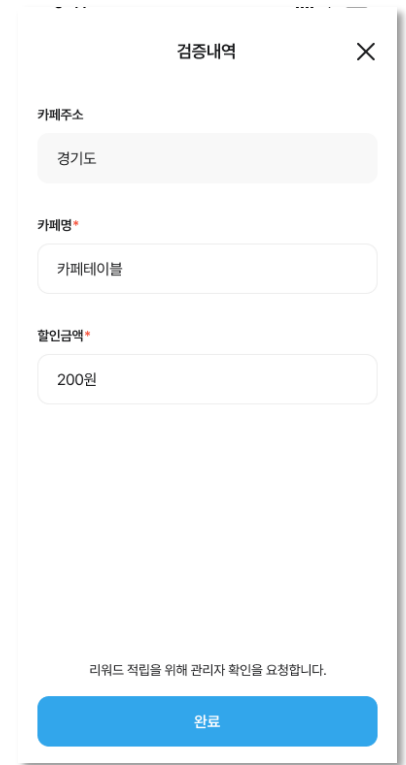 검증내역
카페주소
경기도
카페명*
카페테이블
할인금액*
200원
리워드 적립을 위해 관리자 확인을 요청합니다.
완료